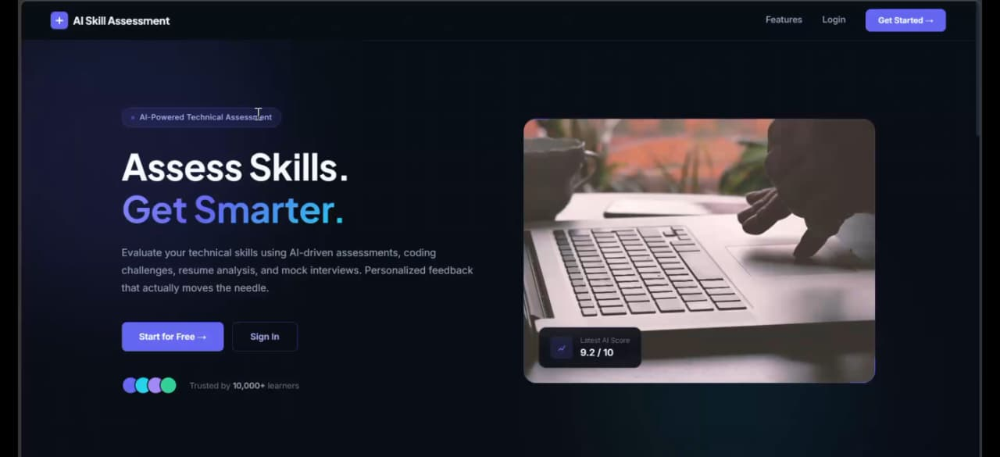 AI Skill Assessment
Features
Login
Get Started →
AI-Powered Technical Assessment
Assess Skills.
Get Smarter.
Evaluate your technical skills using AI-driven assessments, coding
challenges, resume analysis, and mock interviews. Personalized feedback
that actually moves the needle.
Start for Free →
Sign In
Trusted by 10,000+ learners
Latest AI Score
9.2 / 10